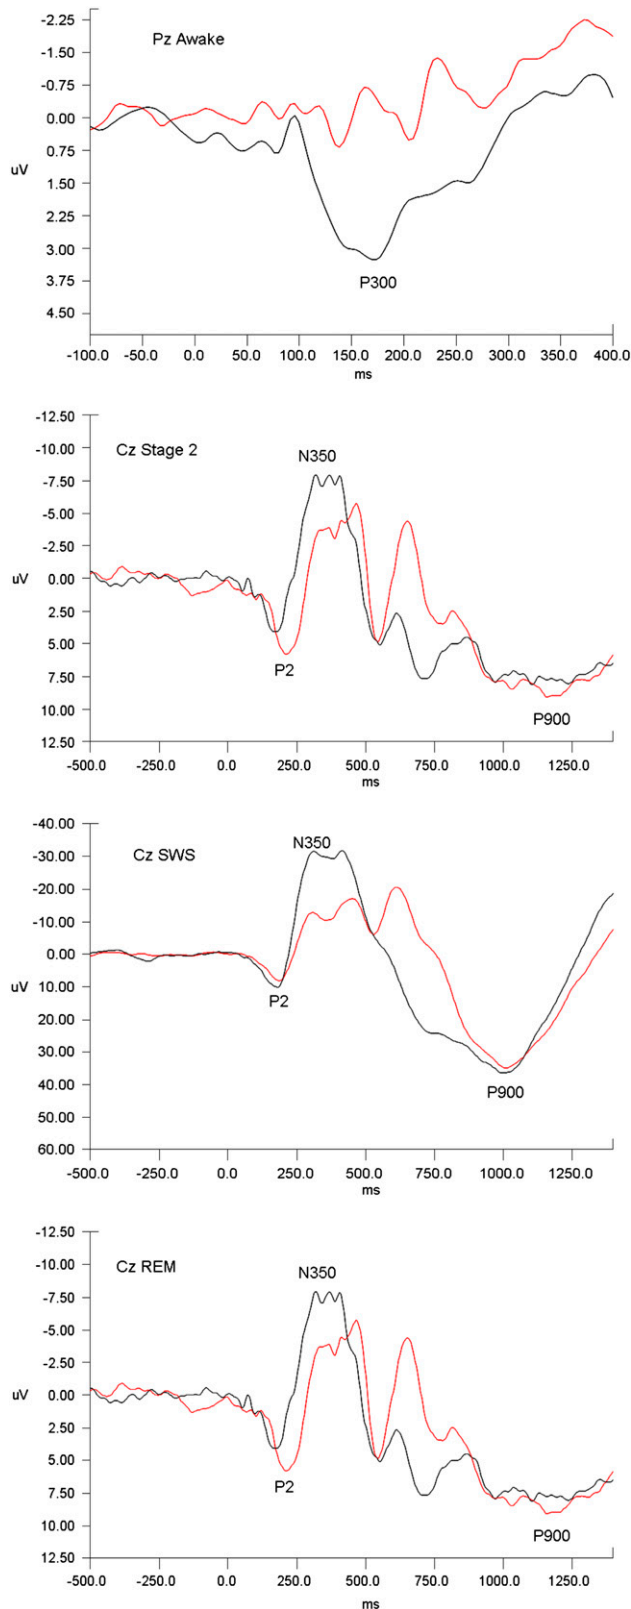 -2.25
Pz Awake
-1.50
-0.75
0.00
0.75
uV
1.50
2.25
3.00
P300
3.75
4.50
-100.0 -50.0 0.0 50.0 100.0 150.0 200.0 250.0 300.0 350.0 400.0
ms
-12.50
-10.00
Cz Stage 2
N350
-7.50
-5.00
-2.50
uV
0.00
2.50
5.00
P2
7.50
10.00
P900
12.50
-500.0 -250.0 0.0 250.0 500.0 750.0 1000.0 1250.0
ms
-40.00
Cz SWS
N350
-30.00
-20.00
-10.00
0.00
uV
10.00
P2
20.00
30.00
40.00
P900
50.00
60.00
-500.0 -250.0 0.0 250.0 500.0 750.0 1000.0 1250.0
ms
-12.50
Cz REM
N350
-10.00
-7.50
-5.00
-2.50
uV
0.00
2.50
5.00
P2
7.50
10.00
P900
12.50
-500.0 -250.0 0.0 250.0 500.0 750.0 1000.0 1250.0
ms